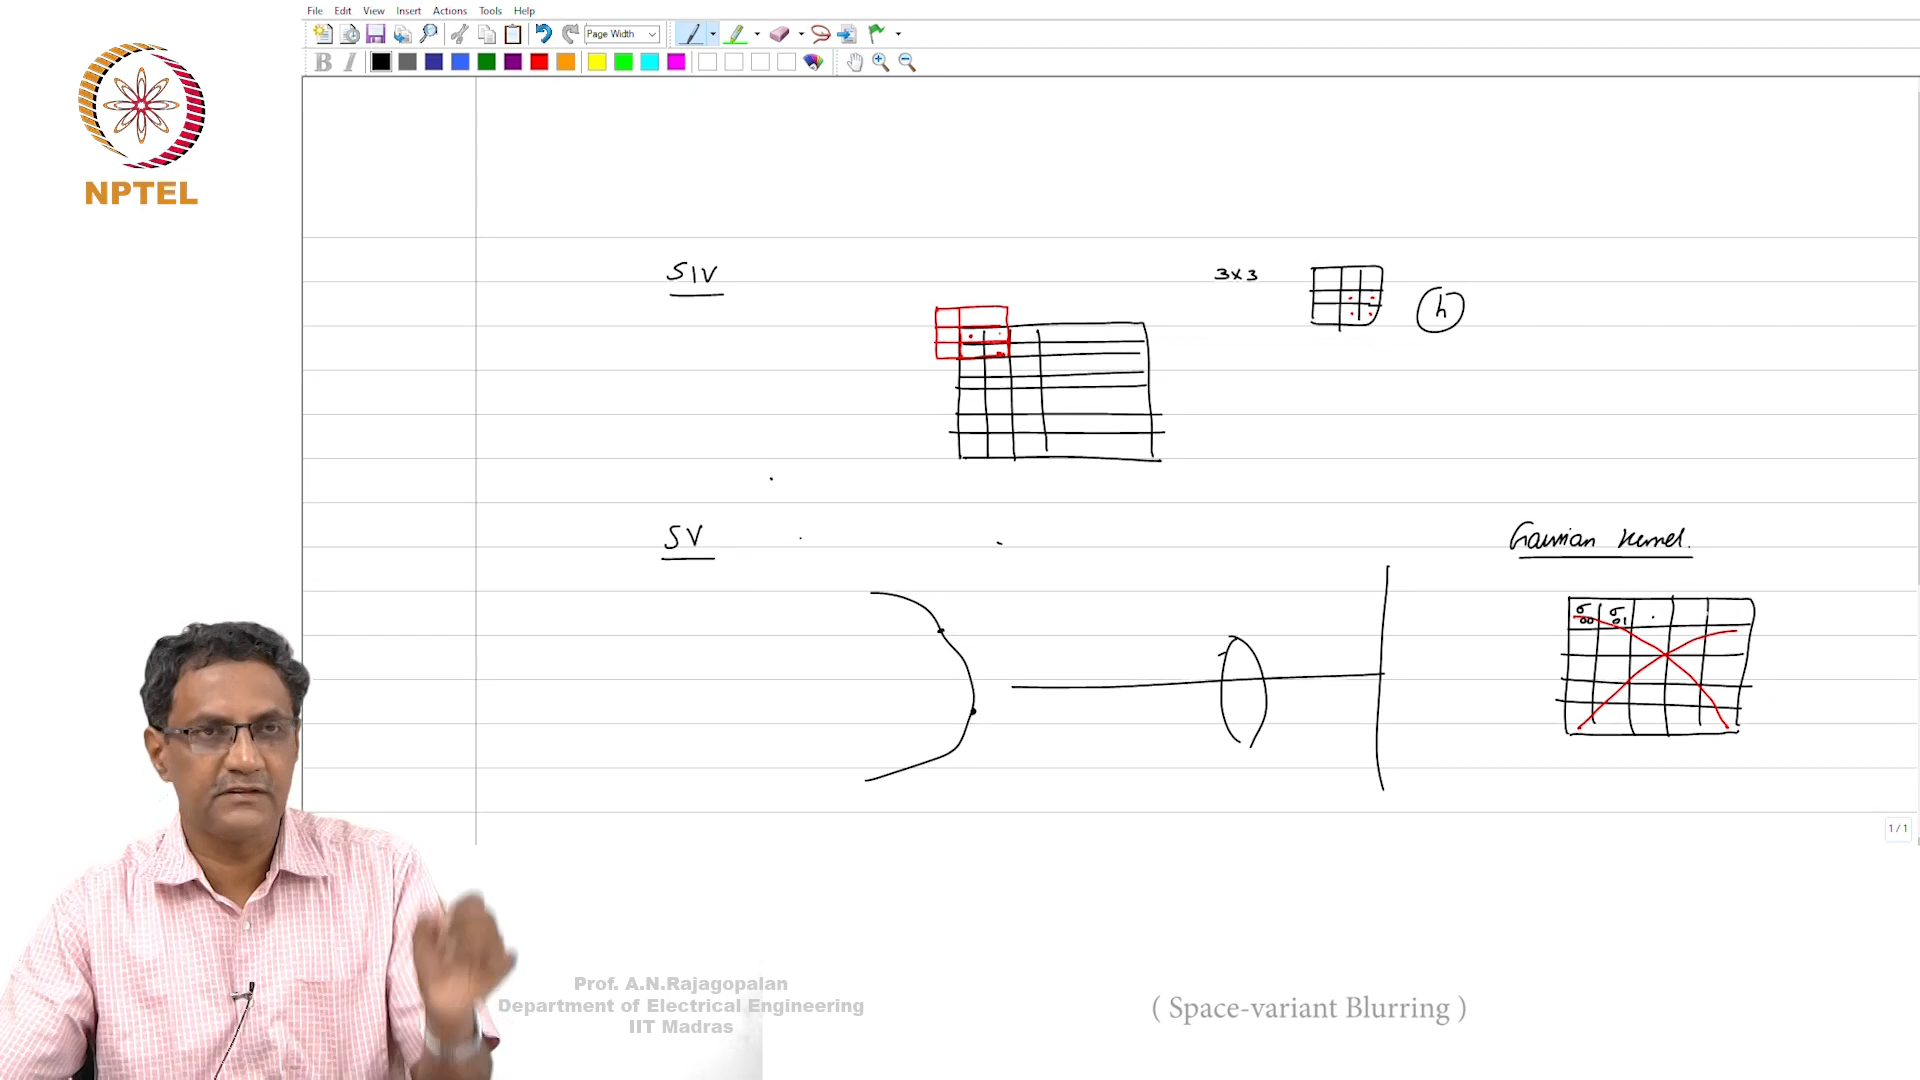 File Edit View Insert Actions Tools Help
Page Width
B I
NPTEL
SIV
3x3
h
SV
Gaussian Kernel.
σ00 σ01
1 / 1
Prof. A.N.Rajagopalan
Department of Electrical Engineering
IIT Madras
( Space-variant Blurring )